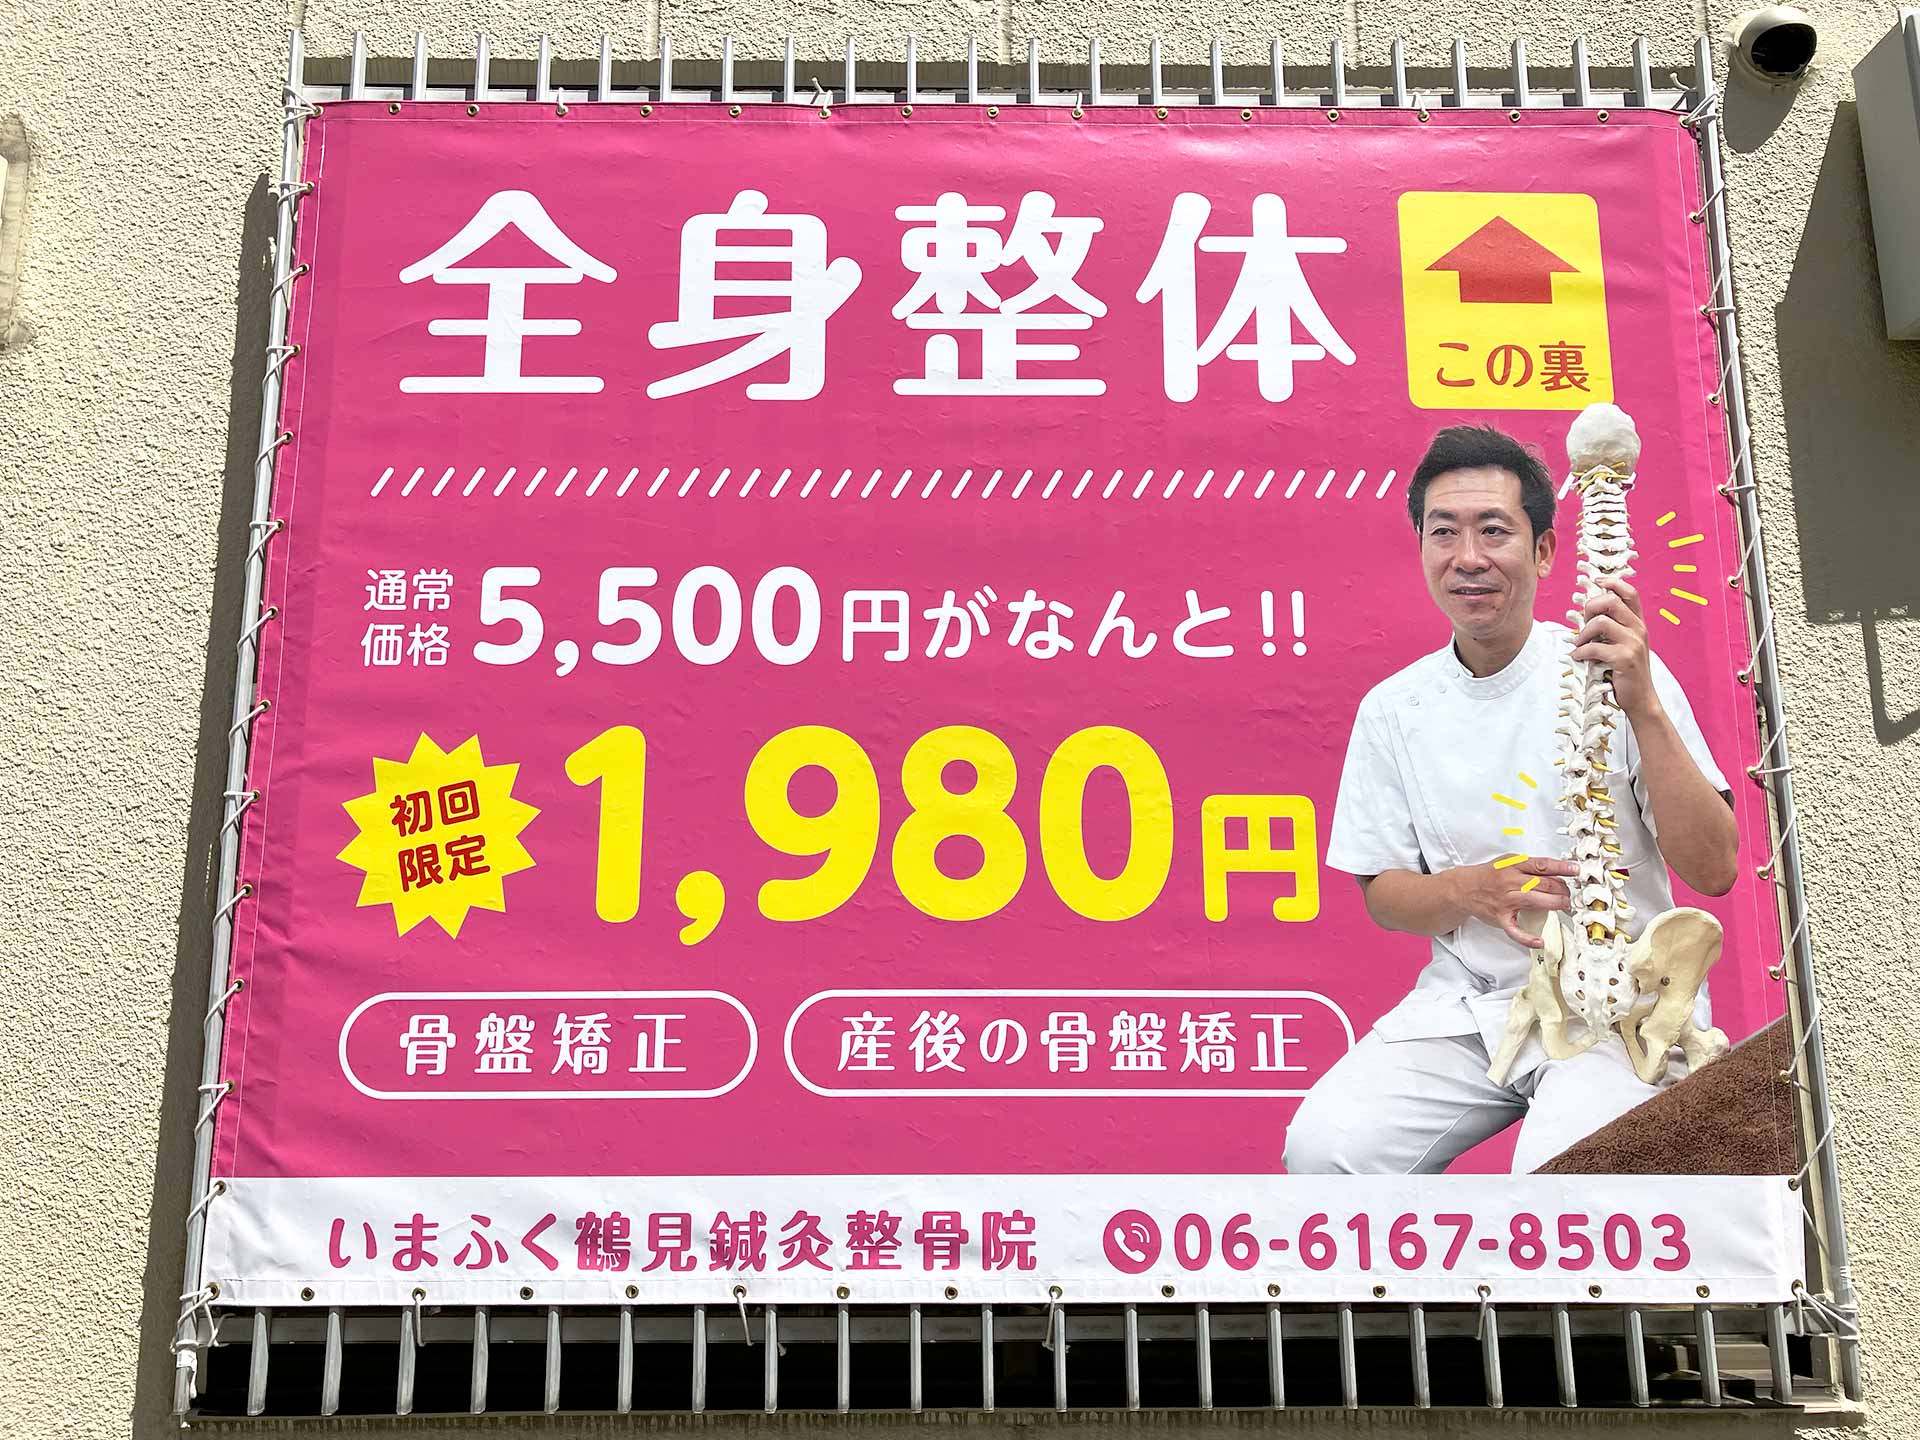 全身整体
この裏
通常
価格
5,500円がなんと!!
初回
限定
1,980円
骨盤矯正
産後の骨盤矯正
いまふく鶴見鍼灸整骨院
06-6167-8503